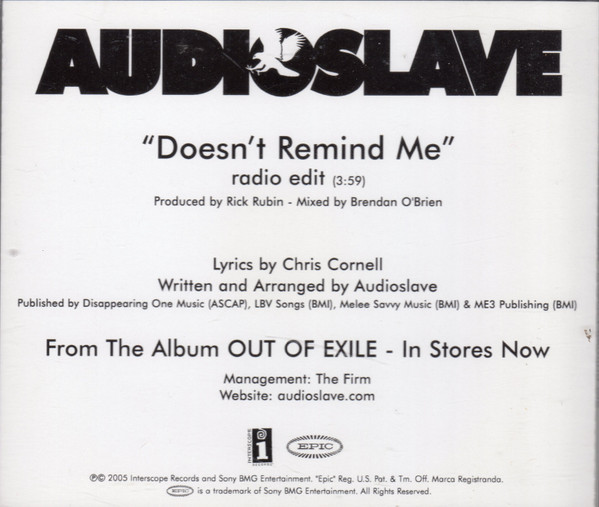 AUDIOSLAVE
"Doesn't Remind Me"
radio edit (3:59)
Produced by Rick Rubin - Mixed by Brendan O'Brien
Lyrics by Chris Cornell
Written and Arranged by Audioslave
Published by Disappearing One Music (ASCAP), LBV Songs (BMI), Melee Savvy Music (BMI) & ME3 Publishing (BMI)
From The Album OUT OF EXILE - In Stores Now
Management: The Firm
Website: audioslave.com
INTERSCOPE
i
RECORDS
EPIC
℗© 2005 Interscope Records and Sony BMG Entertainment. "Epic" Reg. U.S. Pat. & Tm. Off. Marca Registranda.
EPIC is a trademark of Sony BMG Entertainment. All Rights Reserved.